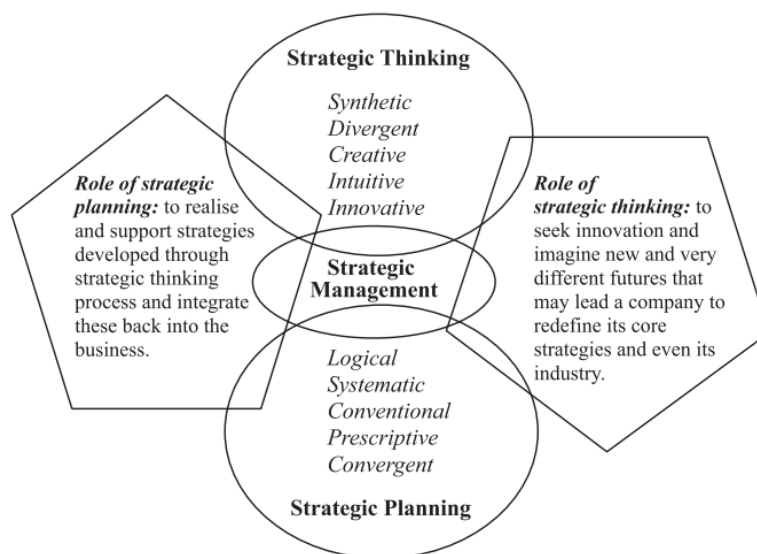 Strategic Thinking
Synthetic
Divergent
Creative
Intuitive
Innovative
Role of strategic
planning: to realise
and support strategies
developed through
strategic thinking
process and integrate
these back into the
business.
Strategic
Management
Role of
strategic thinking: to
seek innovation and
imagine new and very
different futures that
may lead a company to
redefine its core
strategies and even its
industry.
Logical
Systematic
Conventional
Prescriptive
Convergent
Strategic Planning